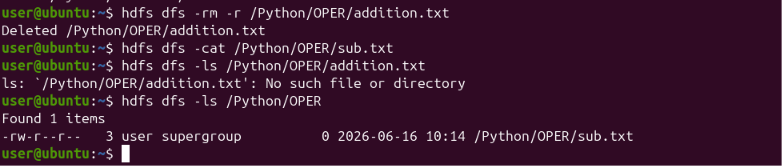 user@ubuntu:~$ hdfs dfs -rm -r /Python/OPER/addition.txt
Deleted /Python/OPER/addition.txt
user@ubuntu:~$ hdfs dfs -cat /Python/OPER/sub.txt
user@ubuntu:~$ hdfs dfs -ls /Python/OPER/addition.txt
ls: `/Python/OPER/addition.txt': No such file or directory
user@ubuntu:~$ hdfs dfs -ls /Python/OPER
Found 1 items
-rw-r--r--   3 user supergroup          0 2026-06-16 10:14 /Python/OPER/sub.txt
user@ubuntu:~$